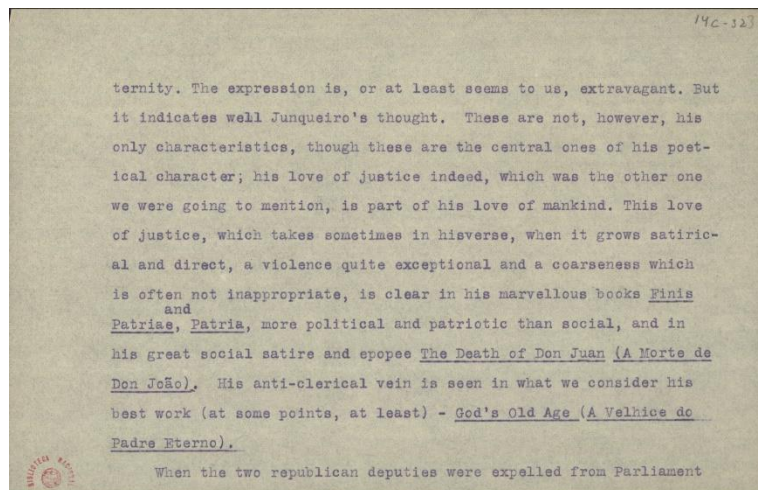 14C-323
ternity. The expression is, or at least seems to us, extravagant. But
it indicates well Junqueiro's thought. These are not, however, his
only characteristics, though these are the central ones of his poet-
ical character; his love of justice indeed, which was the other one
we were going to mention, is part of his love of mankind. This love
of justice, which takes sometimes in hisverse, when it grows satiric-
al and direct, a violence quite exceptional and a coarseness which
is often not inappropriate, is clear in his marvellous books Finis
and
Patriae, Patria, more political and patriotic than social, and in
his great social satire and epopee The Death of Don Juan (A Morte de
Don João). His anti-clerical vein is seen in what we consider his
best work (at some points, at least) - God's Old Age (A Velhice do
Padre Eterno).
BIBLIOTECA NACIONAL
When the two republican deputies were expelled from Parliament